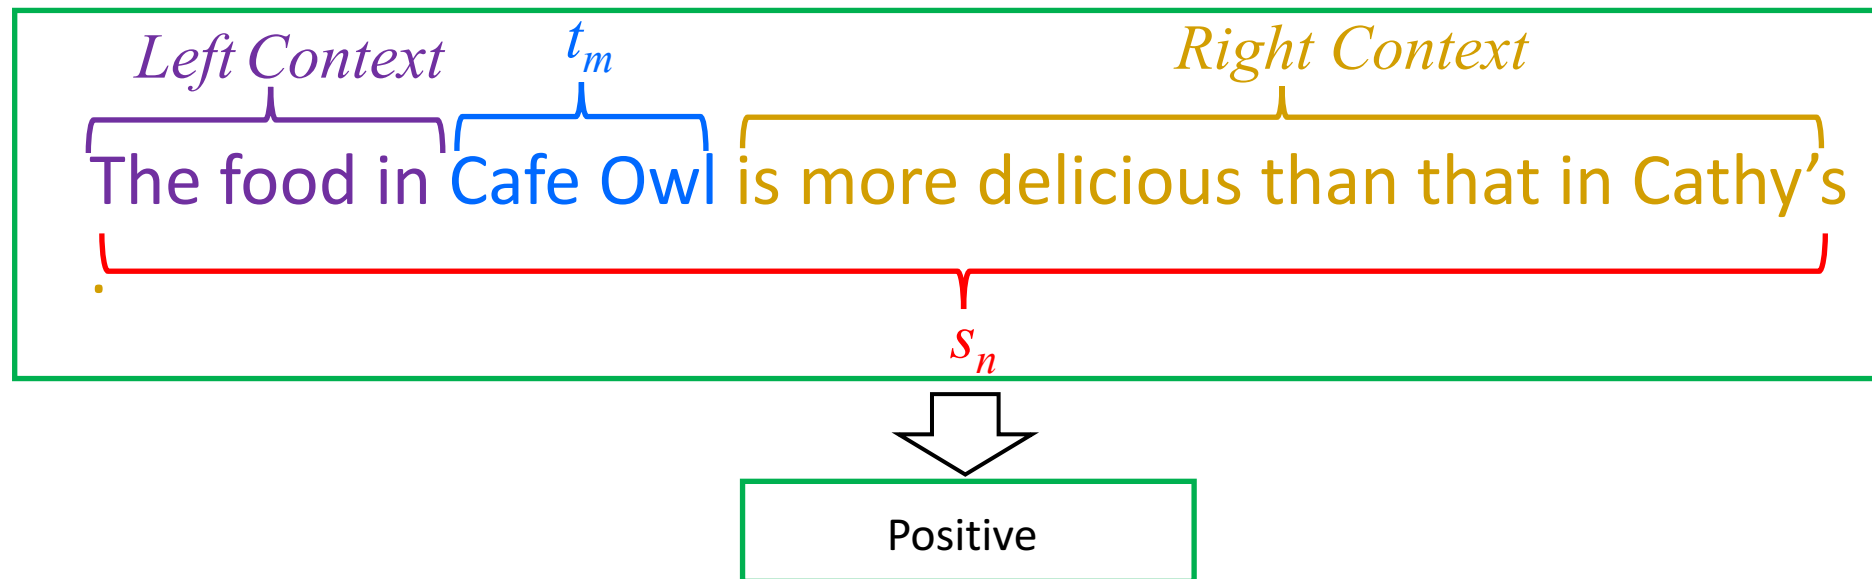 Left Context t_m Right Context
The food in Cafe Owl is more delicious than that in Cathy’s
.
s_n
Positive